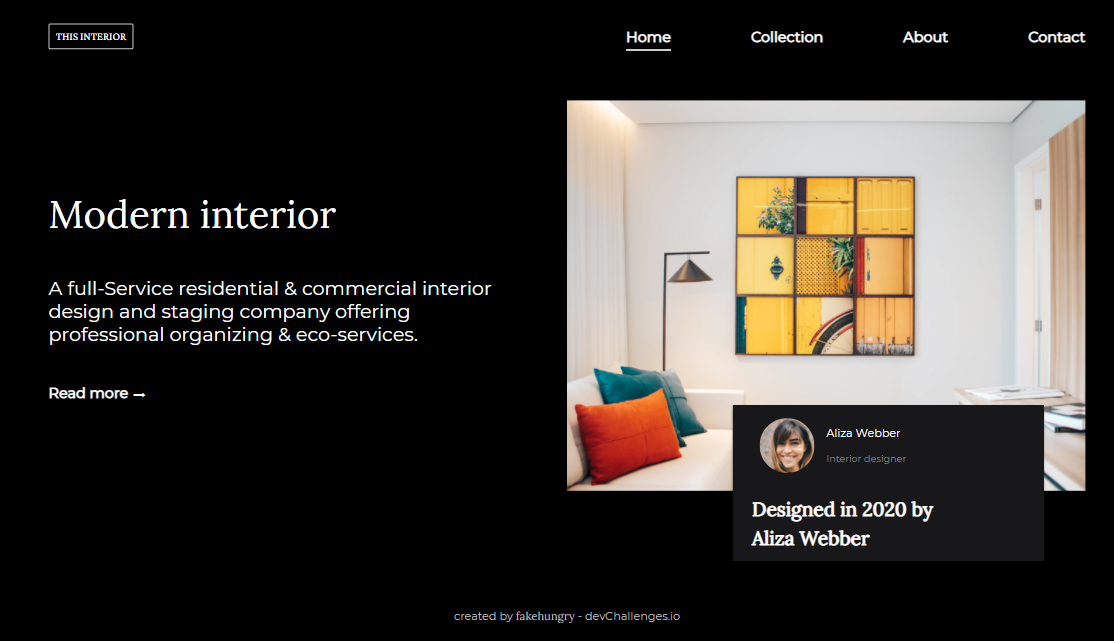 THIS INTERIOR
Home Collection About Contact
Modern interior
A full-Service residential & commercial interior
design and staging company offering
professional organizing & eco-services.
Read more →
Aliza Webber
Interior designer
Designed in 2020 by
Aliza Webber
created by fakehungry - devChallenges.io